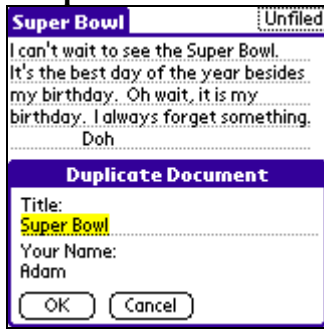 Super Bowl Unfiled
I can't wait to see the Super Bowl.
It's the best day of the year besides
my birthday. Oh wait, it is my
birthday. I always forget something.
Doh
Duplicate Document
Title:
Super Bowl
Your Name:
Adam
OK Cancel